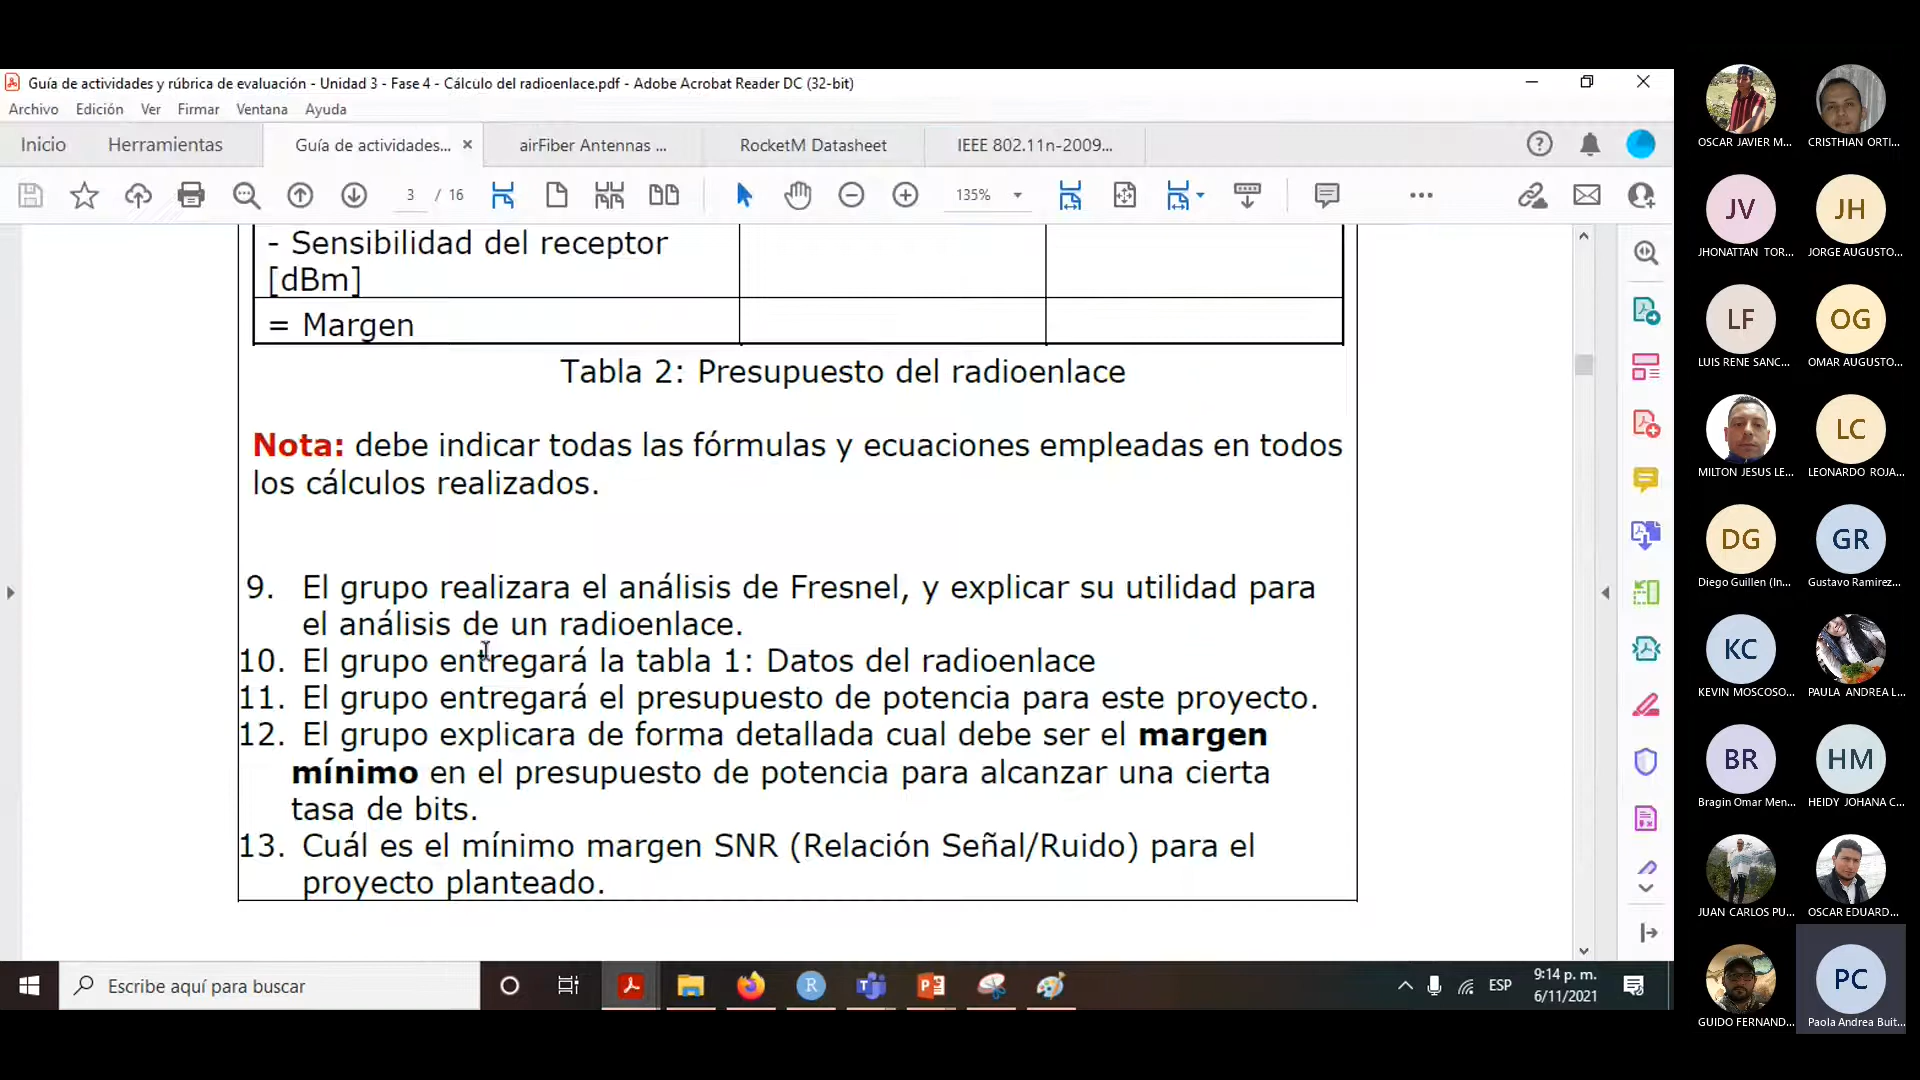 Guía de actividades y rúbrica de evaluación - Unidad 3 - Fase 4 - Cálculo del radioenlace.pdf - Adobe Acrobat Reader DC (32-bit)
Archivo Edición Ver Firmar Ventana Ayuda
Inicio Herramientas Guía de actividades... airFiber Antennas ... RocketM Datasheet IEEE 802.11n-2009...
3 / 16 135%
- Sensibilidad del receptor
[dBm]
= Margen
Tabla 2: Presupuesto del radioenlace
Nota: debe indicar todas las fórmulas y ecuaciones empleadas en todos
los cálculos realizados.
9. El grupo realizara el análisis de Fresnel, y explicar su utilidad para
el análisis de un radioenlace.
10. El grupo entregará la tabla 1: Datos del radioenlace
11. El grupo entregará el presupuesto de potencia para este proyecto.
12. El grupo explicara de forma detallada cual debe ser el margen
mínimo en el presupuesto de potencia para alcanzar una cierta
tasa de bits.
13. Cuál es el mínimo margen SNR (Relación Señal/Ruido) para el
proyecto planteado.
Escribe aquí para buscar
R
ESP
9:14 p. m.
6/11/2021
OSCAR JAVIER M... CRISTHIAN ORTI...
JV JH
JHONATTAN TOR... JORGE AUGUSTO...
LF OG
LUIS RENE SANC... OMAR AUGUSTO...
LC
MILTON JESUS LE... LEONARDO ROJA...
DG GR
Diego Guillen (In... Gustavo Ramirez...
KC
KEVIN MOSCOSO... PAULA ANDREA L...
BR HM
Bragin Omar Men... HEIDY JOHANA C...
JUAN CARLOS PU... OSCAR EDUARD...
PC
GUIDO FERNAND... Paola Andrea Buit...